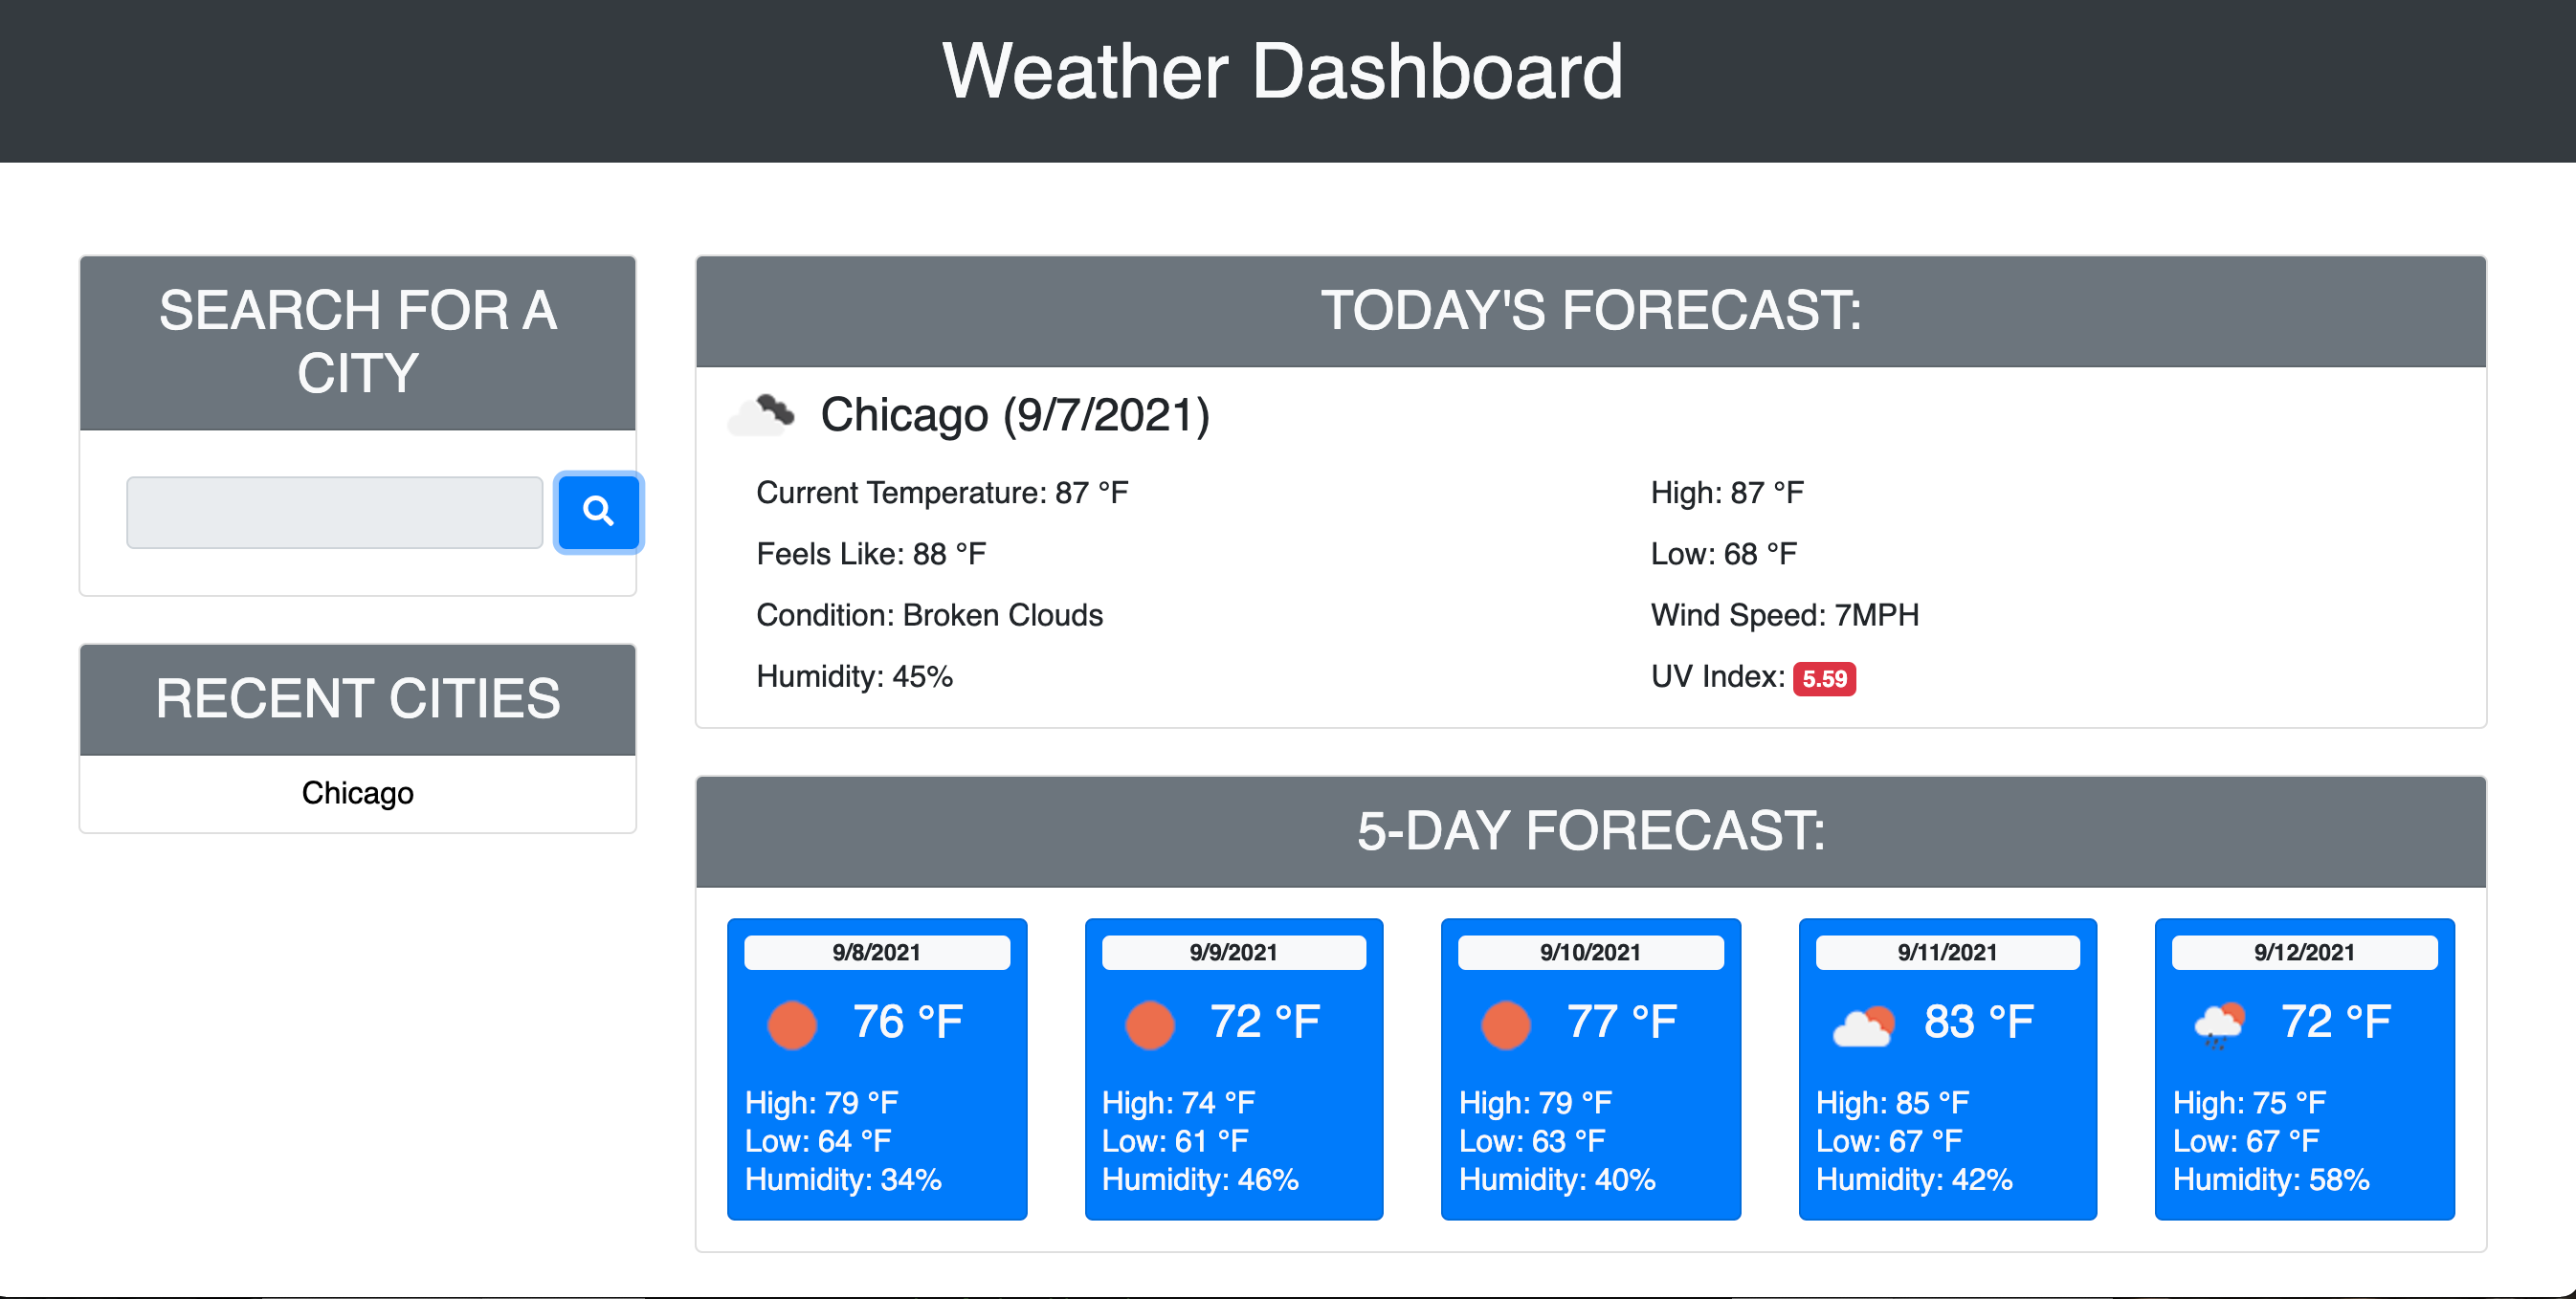 Weather Dashboard
SEARCH FOR A
CITY
RECENT CITIES
Chicago
TODAY'S FORECAST:
Chicago (9/7/2021)
Current Temperature: 87 °F
Feels Like: 88 °F
Condition: Broken Clouds
Humidity: 45%
High: 87 °F
Low: 68 °F
Wind Speed: 7MPH
UV Index: 5.59
5-DAY FORECAST:
9/8/2021
76 °F
High: 79 °F
Low: 64 °F
Humidity: 34%
9/9/2021
72 °F
High: 74 °F
Low: 61 °F
Humidity: 46%
9/10/2021
77 °F
High: 79 °F
Low: 63 °F
Humidity: 40%
9/11/2021
83 °F
High: 85 °F
Low: 67 °F
Humidity: 42%
9/12/2021
72 °F
High: 75 °F
Low: 67 °F
Humidity: 58%